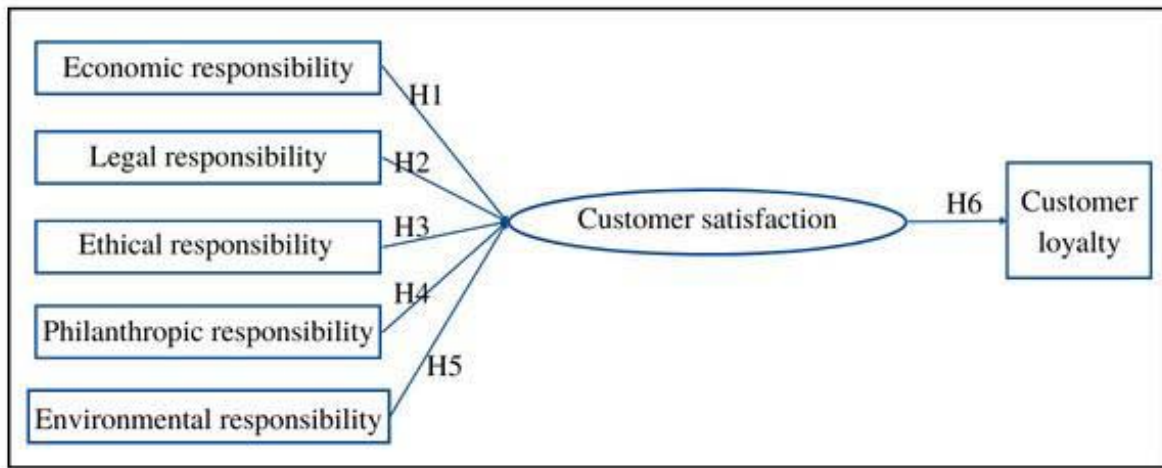 Economic responsibility
H1
Legal responsibility
H2
Ethical responsibility
H3
Philanthropic responsibility
H4
Environmental responsibility
H5
Customer satisfaction
H6
Customer
loyalty